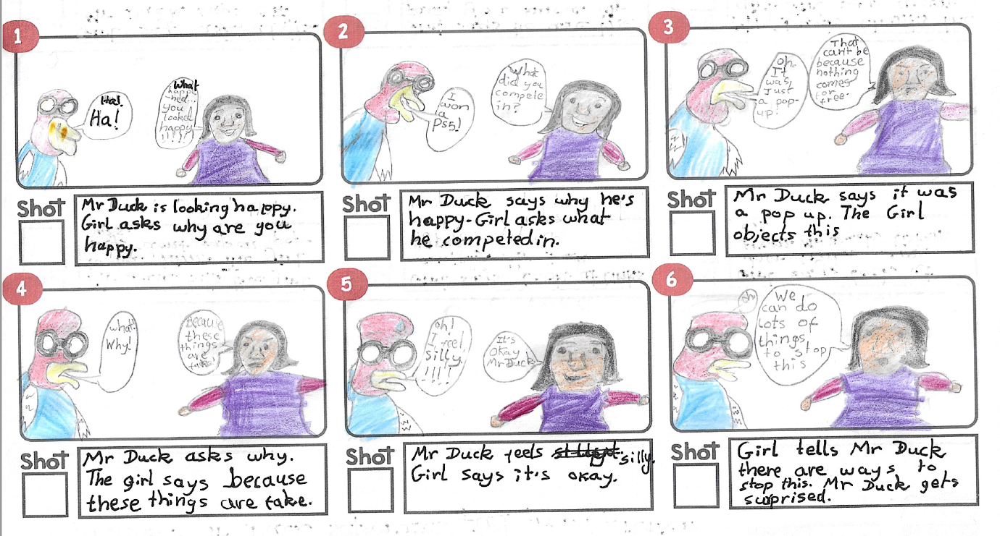 1
Ha!
Ha!
What
happe
-ned...
you
looked
happy
!!!!!
Shot
Mr Duck is looking happy.
Girl asks why are you
happy.
2
I
won
a
Ps5!
What
did you
compete
in?
Shot
Mr Duck says why he's
happy-Girl asks what
he competed in.
3
oh.
It
was,
Just
a pop-
up!
That
can't be
because
nothing
comes
for
free.
Shot
Mr Duck says it was
a pop up. The Girl
objects this
4
what!
Why!
Because
these
things
are
fake!
Shot
Mr Duck asks why.
The girl says because
these things are fake.
5
oh!
I feel
silly
!!!!
It's
Okay
Mr Duck
Shot
Mr Duck feels silly.
Girl says it's okay.
6
We
can do
lots of
things
to stop
this
Shot
Girl tells Mr Duck
there are ways to
stop this. Mr Duck gets
surprised.